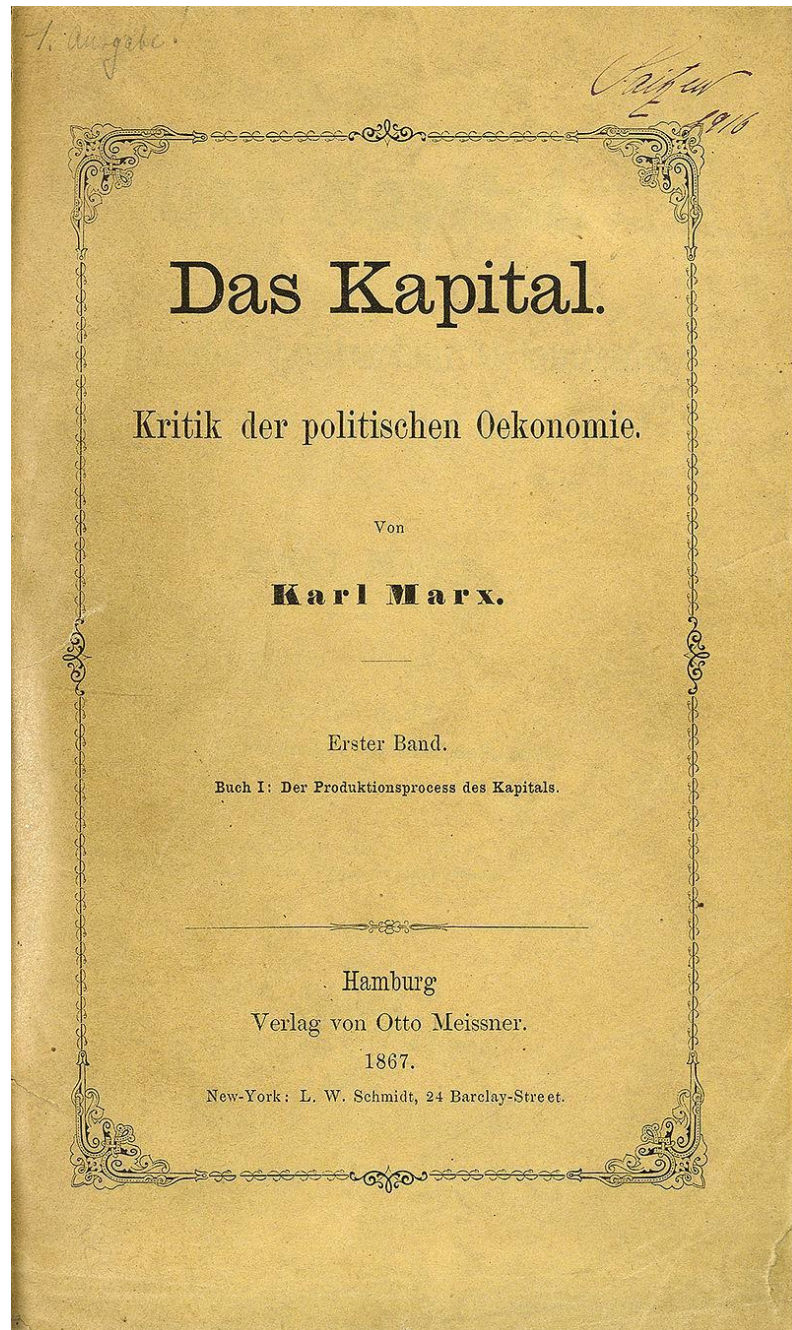 1. Ausgabe!
1916
Das Kapital.
Kritik der politischen Oekonomie.
Von
Karl Marx.
Erster Band.
Buch I: Der Produktionsprocess des Kapitals.
Hamburg
Verlag von Otto Meissner.
1867.
New-York: L. W. Schmidt, 24 Barclay-Street.